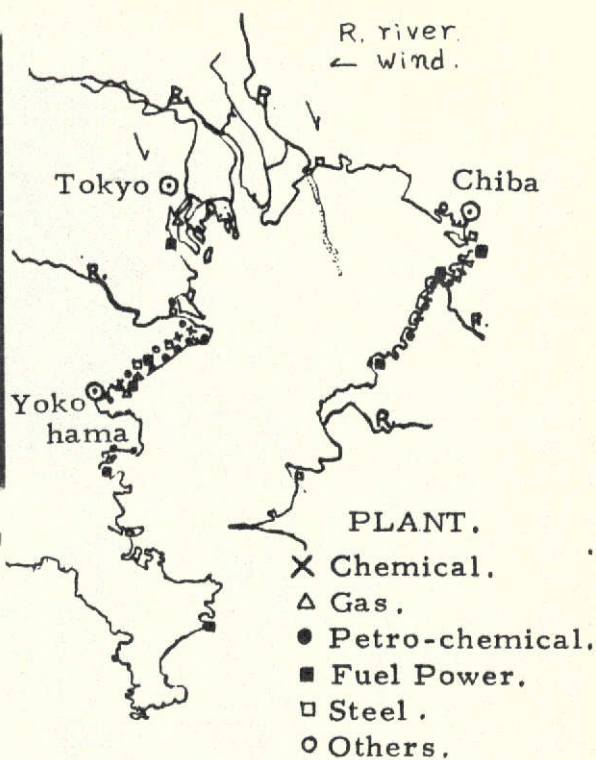 R. river.
← wind.
R.
R.
Tokyo
Chiba
R.
R.
Yoko
hama
R.
PLANT.
× Chemical.
△ Gas.
● Petro-chemical.
■ Fuel Power.
□ Steel.
○ Others.